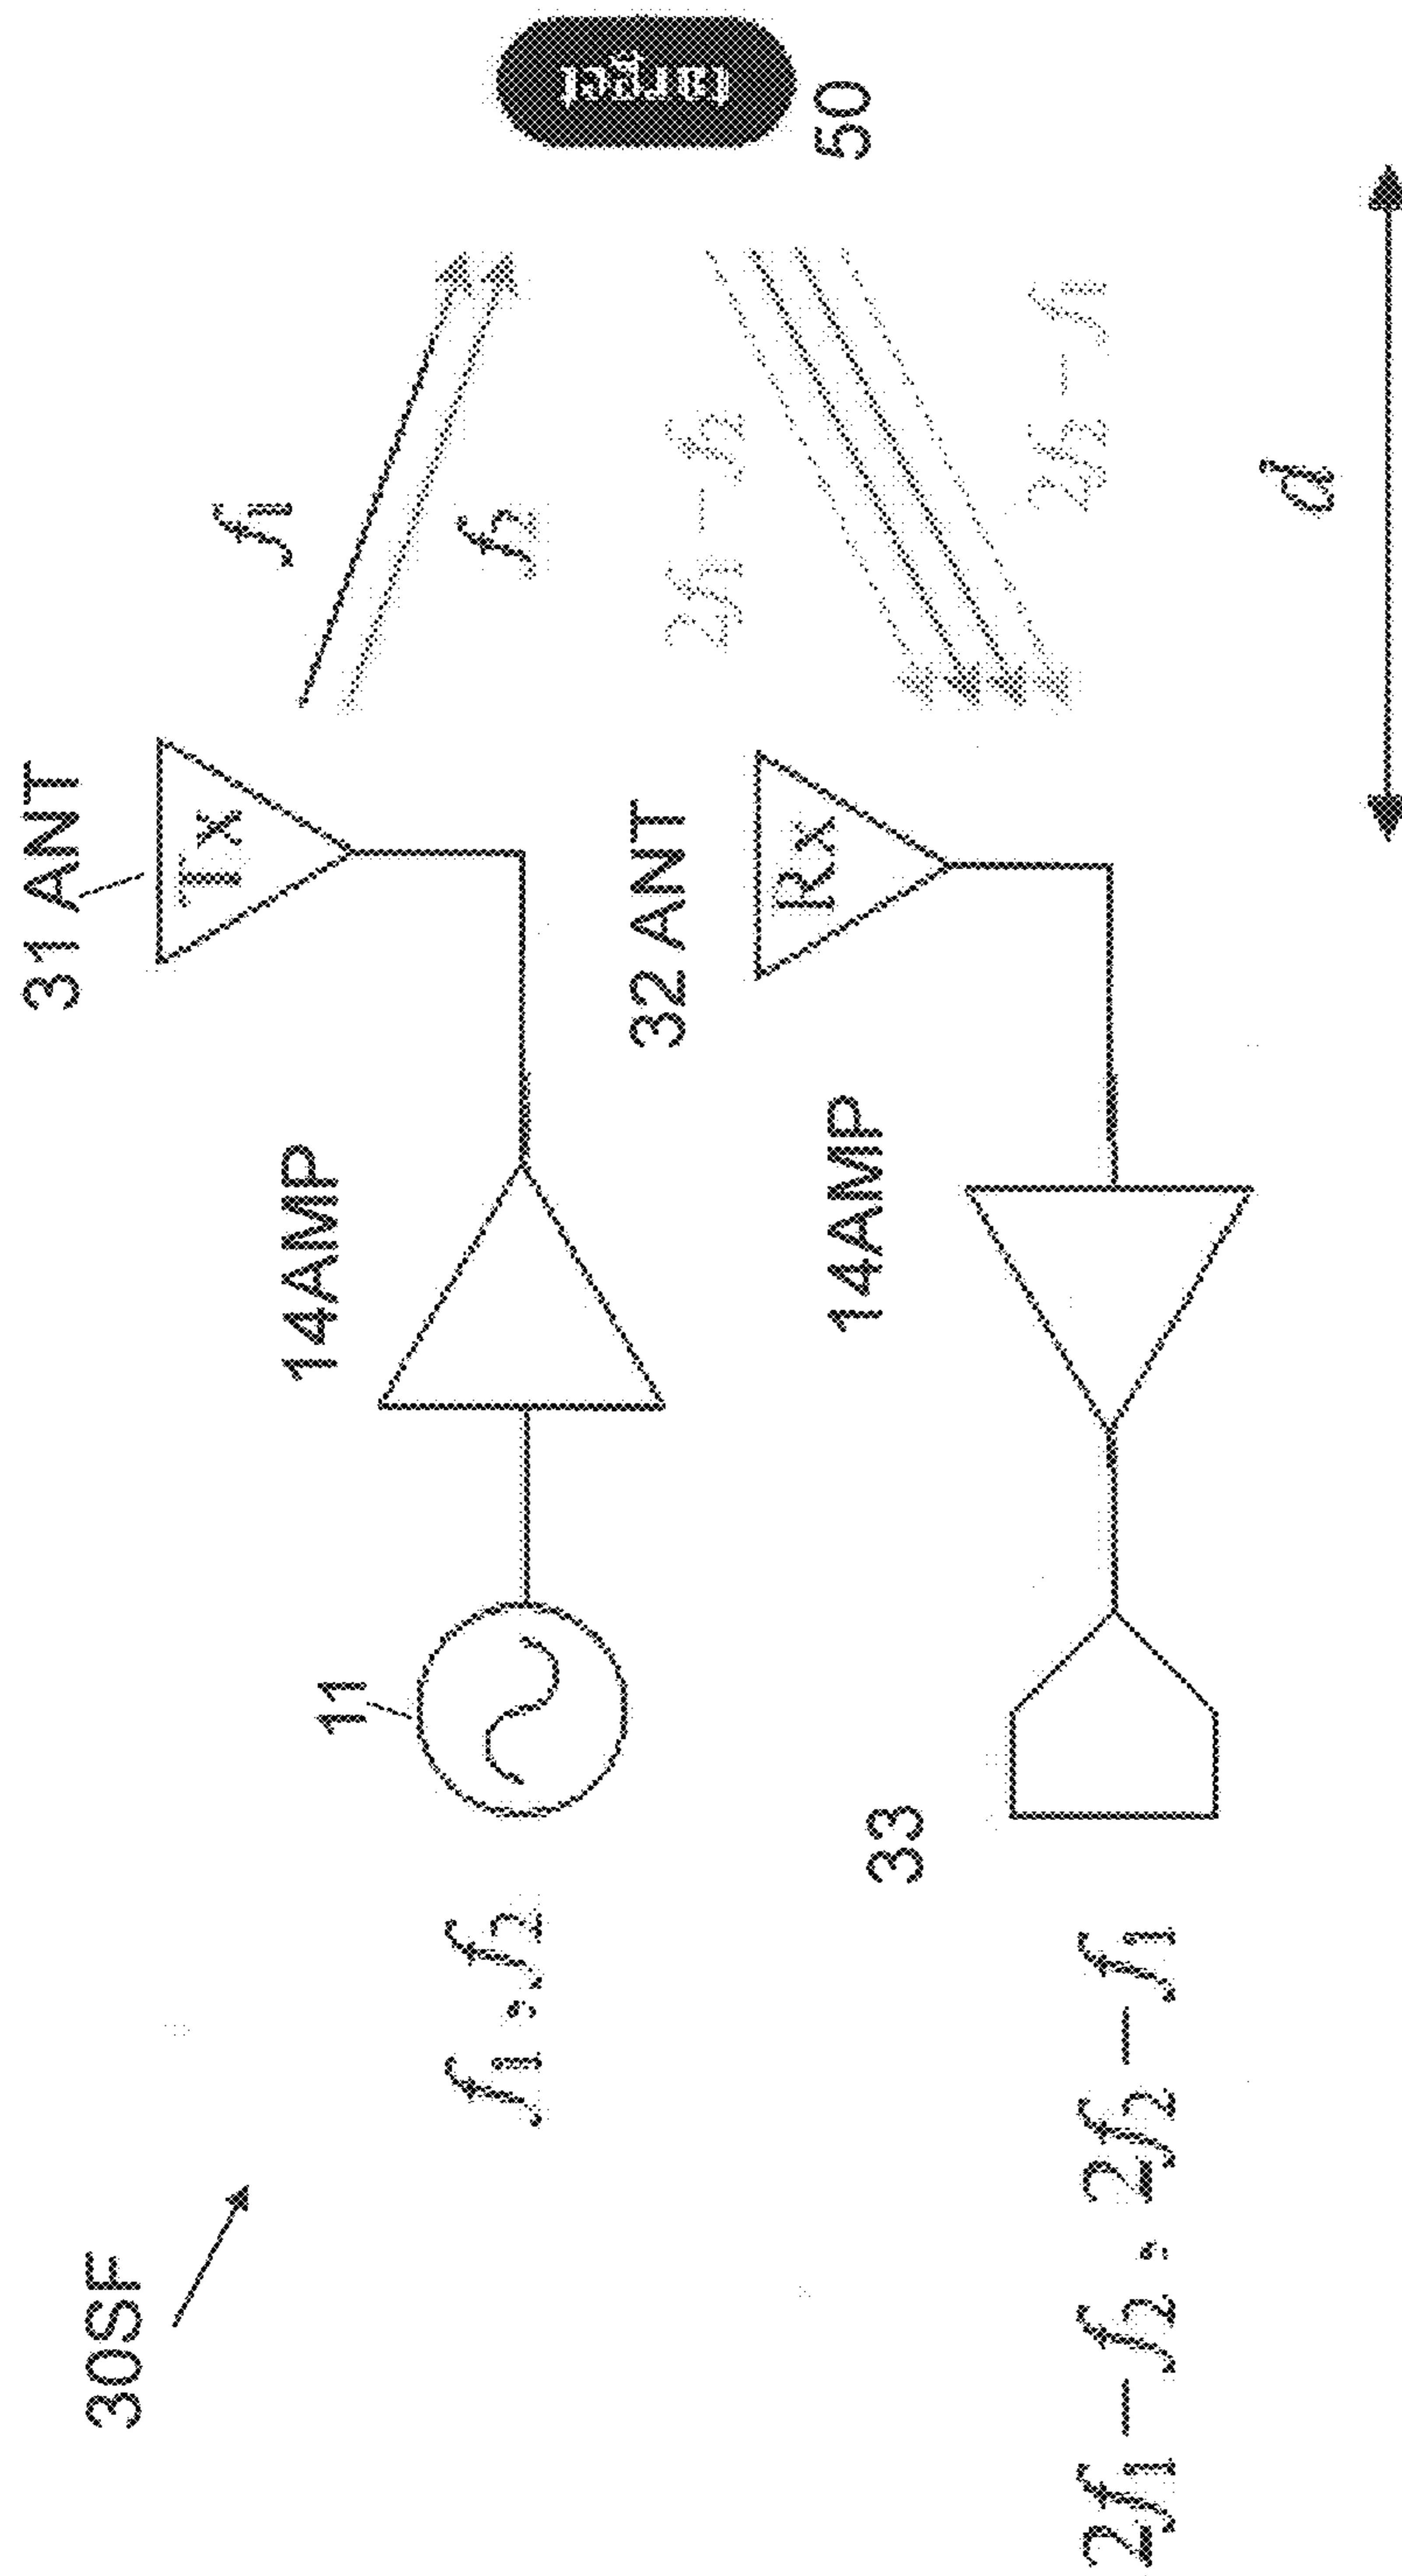 30SF
31 ANT
Tx
14AMP
11
f₁, f₂
f₁
f₂
target
50
32 ANT
Rx
14AMP
33
2f₁ − f₂, 2f₂ − f₁
2f₁ − f₂
2f₂ − f₁
d